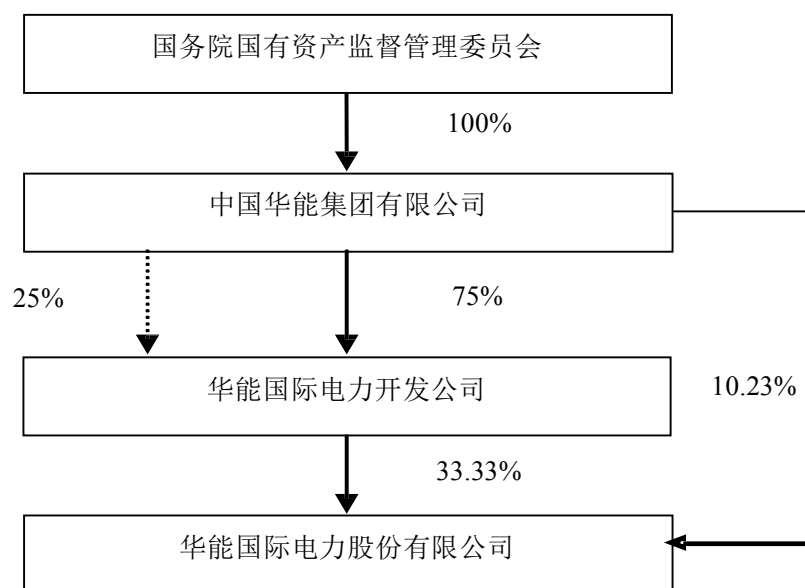 国务院国有资产监督管理委员会
100%
中国华能集团有限公司
25%
75%
华能国际电力开发公司
10.23%
33.33%
华能国际电力股份有限公司